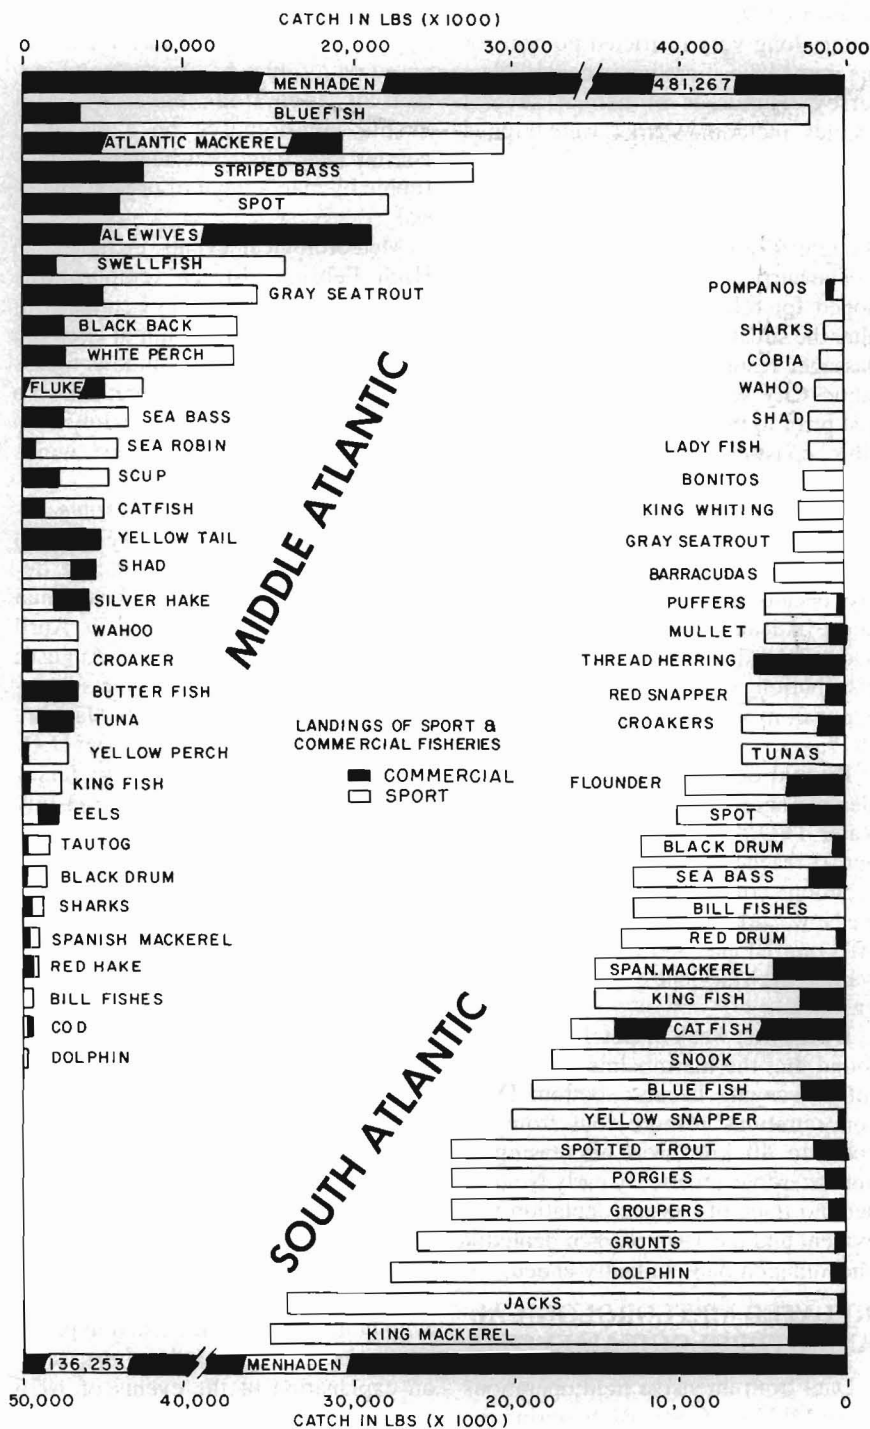 CATCH IN LBS (X 1000)
0 10,000 20,000 30,000 40,000 50,000
MENHADEN 481,267
BLUEFISH
ATLANTIC MACKEREL
STRIPED BASS
SPOT
ALEWIVES
SWELLFISH
GRAY SEATROUT
BLACK BACK
WHITE PERCH
FLUKE
SEA BASS
SEA ROBIN
SCUP
CATFISH
YELLOW TAIL
SHAD
SILVER HAKE
WAHOO
CROAKER
BUTTER FISH
TUNA
YELLOW PERCH
KING FISH
EELS
TAUTOG
BLACK DRUM
SHARKS
SPANISH MACKEREL
RED HAKE
BILL FISHES
COD
DOLPHIN
MIDDLE ATLANTIC
LANDINGS OF SPORT &
COMMERCIAL FISHERIES
COMMERCIAL
SPORT
SOUTH ATLANTIC
POMPANOS
SHARKS
COBIA
WAHOO
SHAD
LADY FISH
BONITOS
KING WHITING
GRAY SEATROUT
BARRACUDAS
PUFFERS
MULLET
THREAD HERRING
RED SNAPPER
CROAKERS
TUNAS
FLOUNDER
SPOT
BLACK DRUM
SEA BASS
BILL FISHES
RED DRUM
SPAN. MACKEREL
KING FISH
CATFISH
SNOOK
BLUE FISH
YELLOW SNAPPER
SPOTTED TROUT
PORGIES
GROUPERS
GRUNTS
DOLPHIN
JACKS
KING MACKEREL
136,253 MENHADEN
50,000 40,000 30,000 20,000 10,000 0
CATCH IN LBS (X 1000)